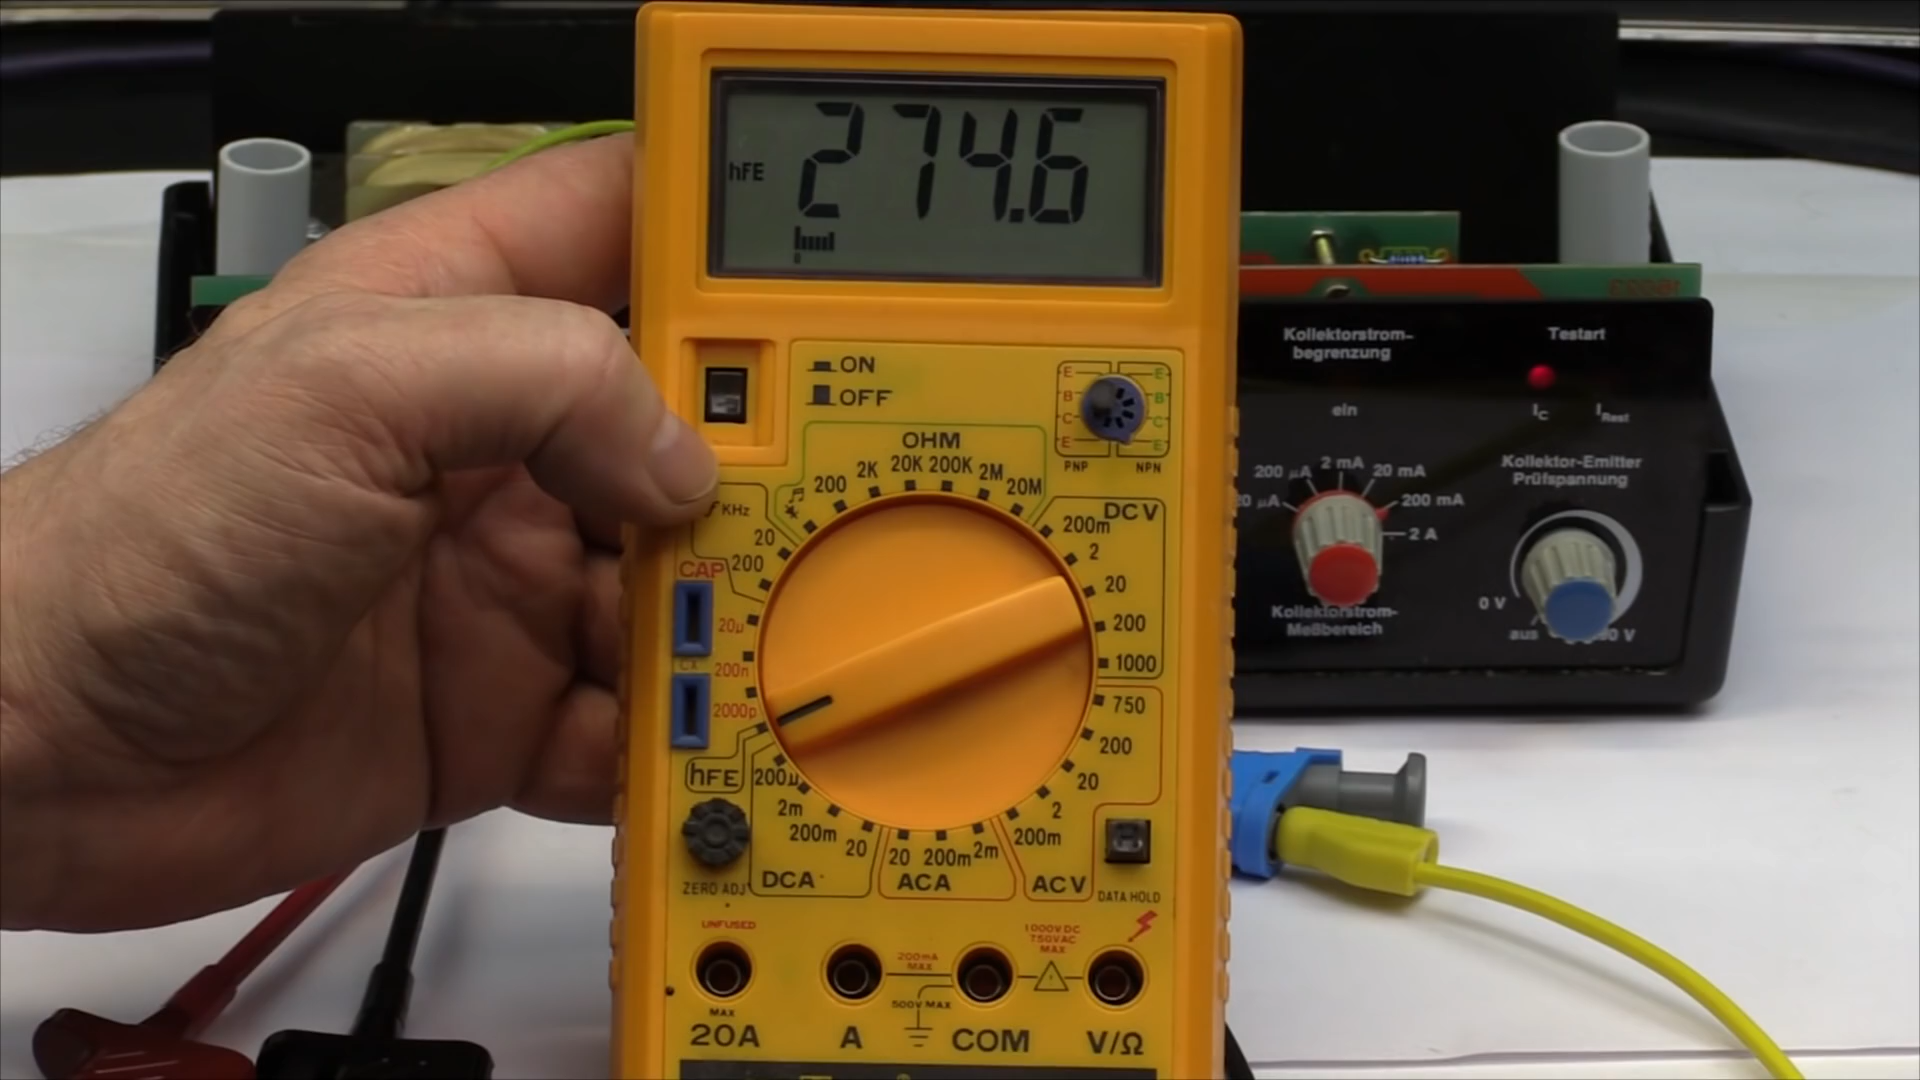 274.6
hFE
0
ON
OFF
E
B
C
E
E
B
C
E
PNP
NPN
OHM
200
2K
20K
200K
2M
20M
f KHz
20
200
CAP
20µ
CX
200n
2000p
hFE
ZERO ADJ
DCV
200m
2
20
200
1000
750
200
20
2
200m
ACV
200µ
2m
200m
20
DCA
20
200m
2m
ACA
DATA HOLD
UNFUSED
200mA
MAX
500V MAX
1000V DC
750V AC
MAX
MAX
20A
A
COM
V/Ω
Kollektorstrom-
begrenzung
ein
Testart
IC
IRest
200 µA
2 mA
20 mA
200 mA
2 A
Kollektorstrom-
Meßbereich
Kollektor-Emitter
Prüfspannung
0 V
aus